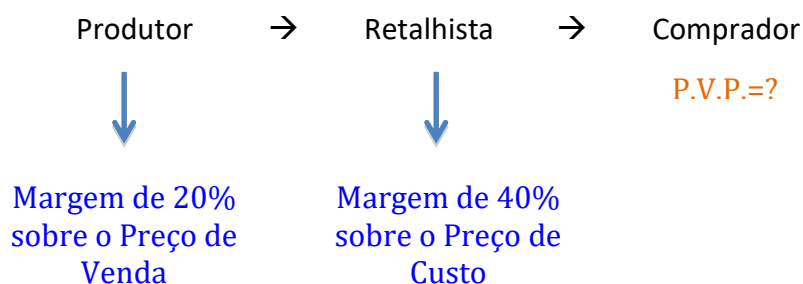 Produtor → Retalhista → Comprador
P.V.P.=?
Margem de 20%
sobre o Preço de
Venda
Margem de 40%
sobre o Preço de
Custo